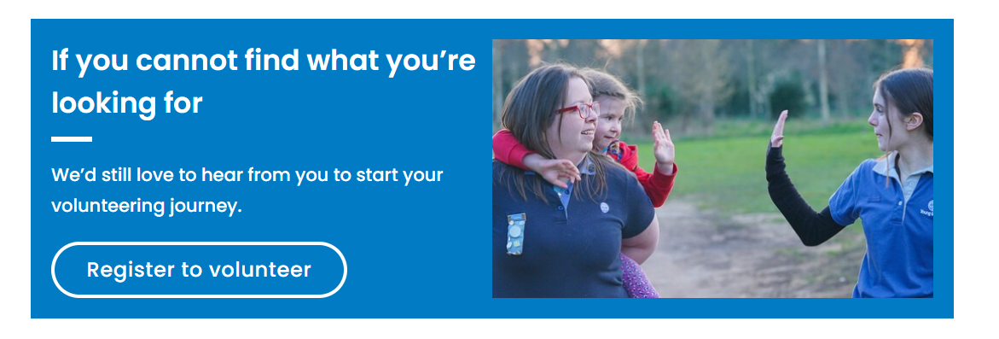 If you cannot find what you’re
looking for
We’d still love to hear from you to start your
volunteering journey.
Register to volunteer